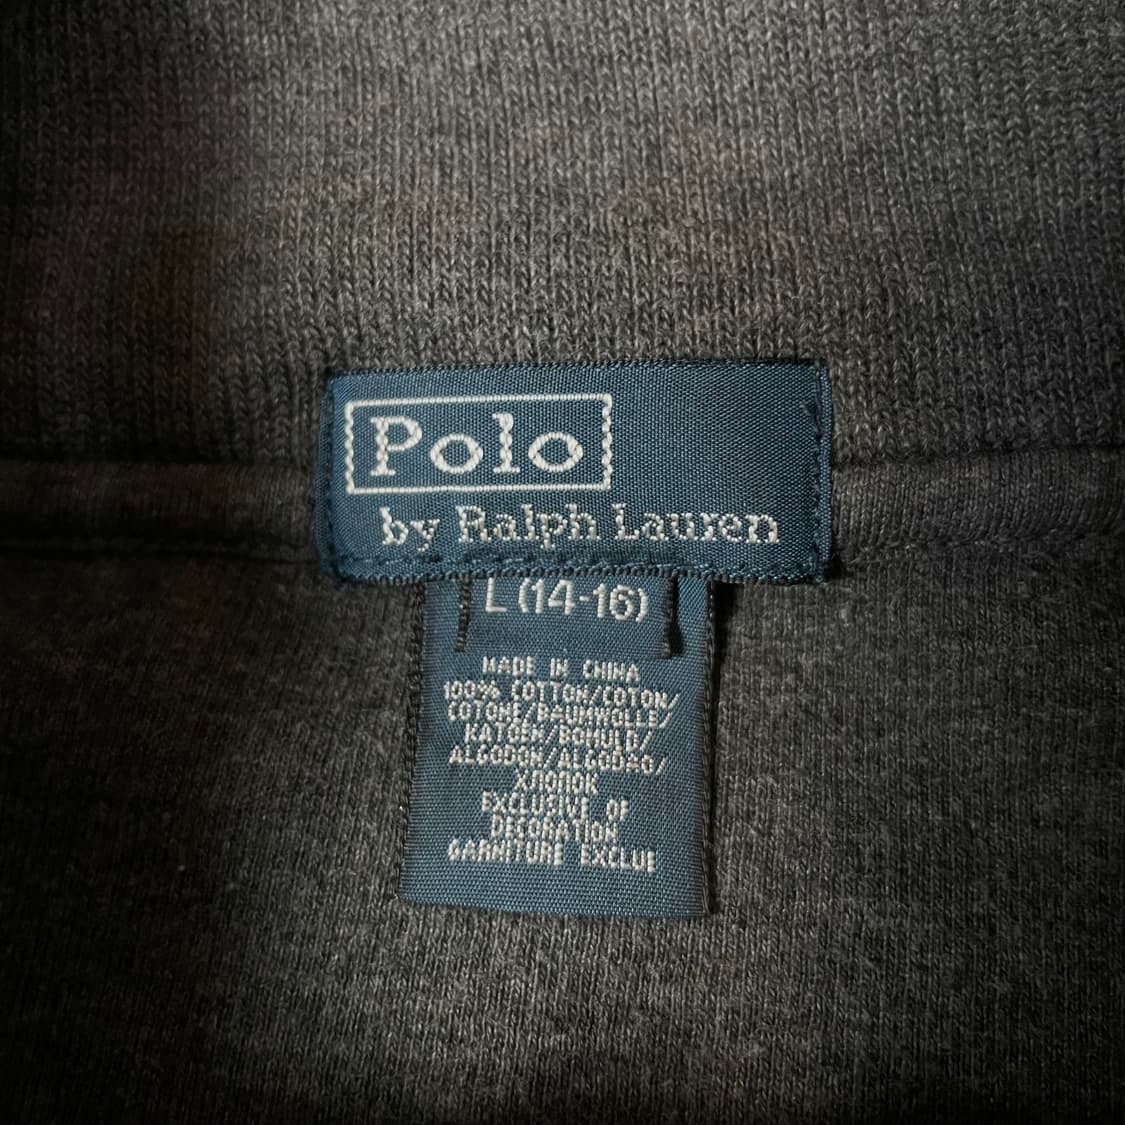 Polo
by Ralph Lauren
L (14-16)
MADE IN CHINA
100% COTTON/COTON/
COTONE/BAUMWOLLE/
KATOEN/BOMULL/
ALGODON/ALGODÃO/
ХЛОПОК
EXCLUSIVE OF
DECORATION
GARNITURE EXCLUE